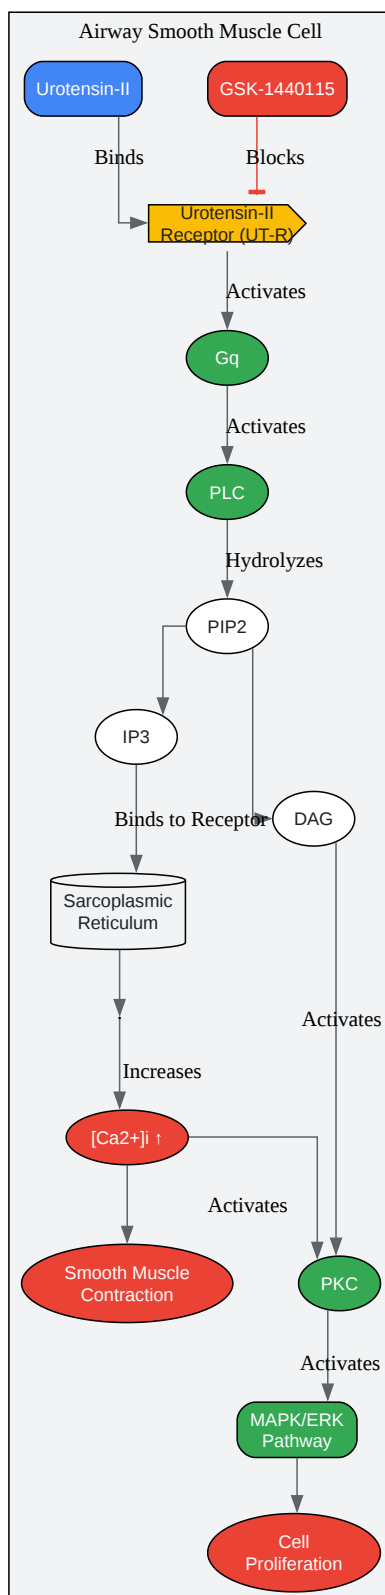 Airway Smooth Muscle Cell
Urotensin-II
GSK-1440115
Binds
Blocks
Urotensin-II
Receptor (UT-R)
Activates
Gq
Activates
PLC
Hydrolyzes
PIP2
IP3
Binds to Receptor
DAG
Sarcoplasmic
Reticulum
Activates
Increases
[Ca2+]i ↑
Activates
Smooth Muscle
Contraction
PKC
Activates
MAPK/ERK
Pathway
Cell
Proliferation